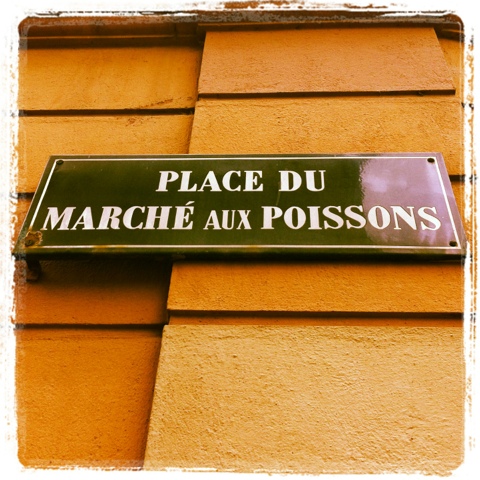 PLACE DU
MARCHÉ AUX POISSONS